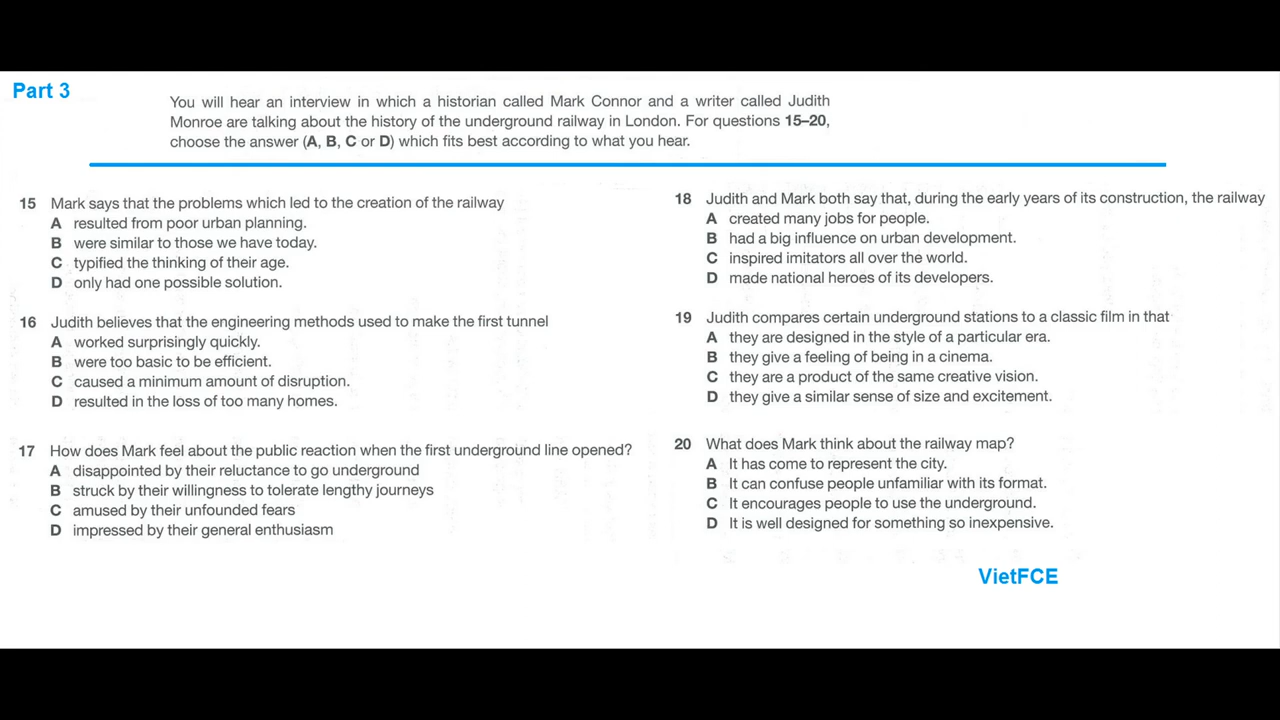 Part 3
You will hear an interview in which a historian called Mark Connor and a writer called Judith
Monroe are talking about the history of the underground railway in London. For questions 15–20,
choose the answer (A, B, C or D) which fits best according to what you hear.
15 Mark says that the problems which led to the creation of the railway
A resulted from poor urban planning.
B were similar to those we have today.
C typified the thinking of their age.
D only had one possible solution.
16 Judith believes that the engineering methods used to make the first tunnel
A worked surprisingly quickly.
B were too basic to be efficient.
C caused a minimum amount of disruption.
D resulted in the loss of too many homes.
17 How does Mark feel about the public reaction when the first underground line opened?
A disappointed by their reluctance to go underground
B struck by their willingness to tolerate lengthy journeys
C amused by their unfounded fears
D impressed by their general enthusiasm
18 Judith and Mark both say that, during the early years of its construction, the railway
A created many jobs for people.
B had a big influence on urban development.
C inspired imitators all over the world.
D made national heroes of its developers.
19 Judith compares certain underground stations to a classic film in that
A they are designed in the style of a particular era.
B they give a feeling of being in a cinema.
C they are a product of the same creative vision.
D they give a similar sense of size and excitement.
20 What does Mark think about the railway map?
A It has come to represent the city.
B It can confuse people unfamiliar with its format.
C It encourages people to use the underground.
D It is well designed for something so inexpensive.
VietFCE